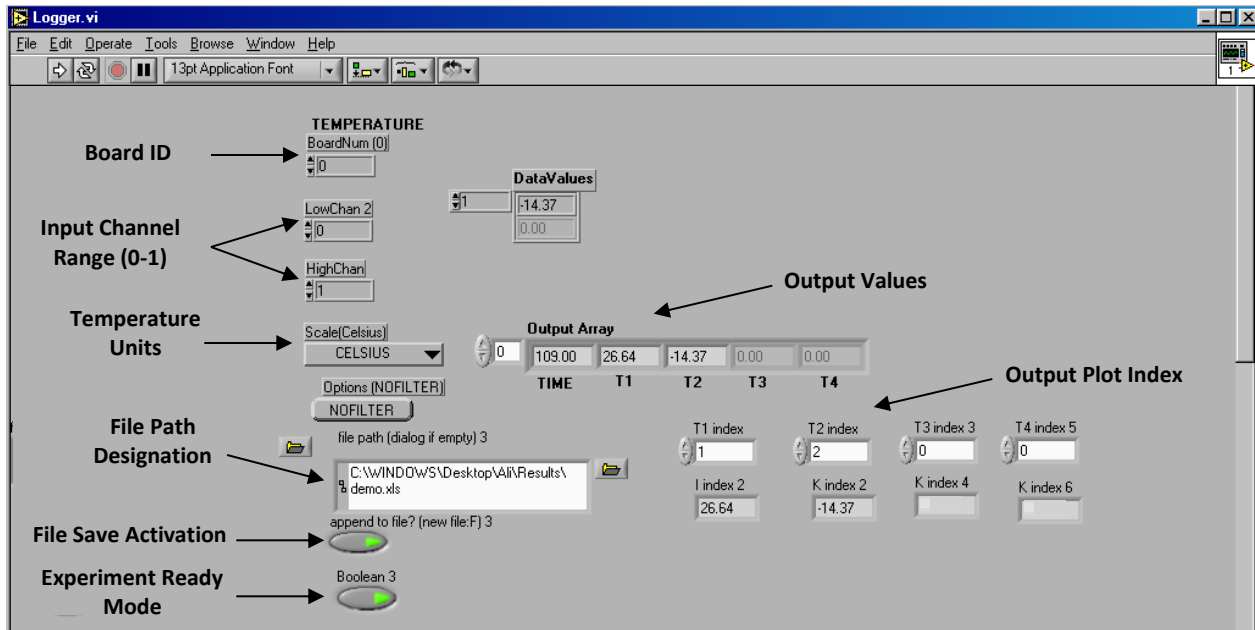 Logger.vi
File Edit Operate Tools Browse Window Help
13pt Application Font
1
TEMPERATURE
Board ID
BoardNum (0)
0
DataValues
1
-14.37
0.00
Input Channel
Range (0-1)
LowChan 2
0
HighChan
1
Output Values
Temperature
Units
Scale(Celsius)
CELSIUS
Output Array
0 109.00 26.64 -14.37 0.00 0.00
TIME T1 T2 T3 T4
Output Plot Index
Options (NOFILTER)
NOFILTER
File Path
Designation
file path (dialog if empty) 3
C:\WINDOWS\Desktop\Ali\Results\
demo.xls
T1 index T2 index T3 index 3 T4 index 5
1 2 0 0
I index 2 K index 2 K index 4 K index 6
26.64 -14.37
File Save Activation
append to file? (new file:F) 3
Experiment Ready
Mode
Boolean 3